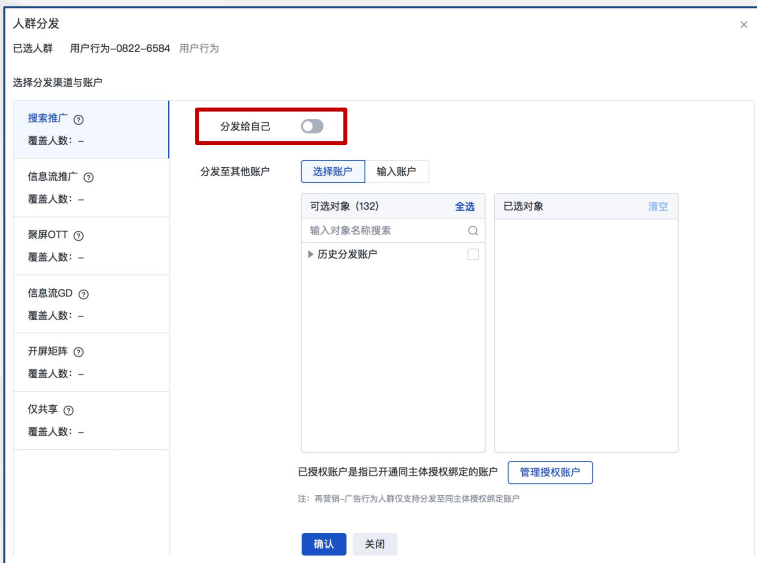 人群分发
已选人群 用户行为-0822-6584 用户行为
选择分发渠道与账户
搜索推广
覆盖人数：-
信息流推广
覆盖人数：-
聚屏OTT
覆盖人数：-
信息流GD
覆盖人数：-
开屏矩阵
覆盖人数：-
仅共享
覆盖人数：-
分发给自己
分发至其他账户 选择账户 输入账户
可选对象（132） 全选 已选对象 清空
输入对象名称搜索
历史分发账户
已授权账户是指已开通同主体授权绑定的账户 管理授权账户
注：再营销-广告行为人群仅支持分发至同主体授权绑定账户
确认 关闭